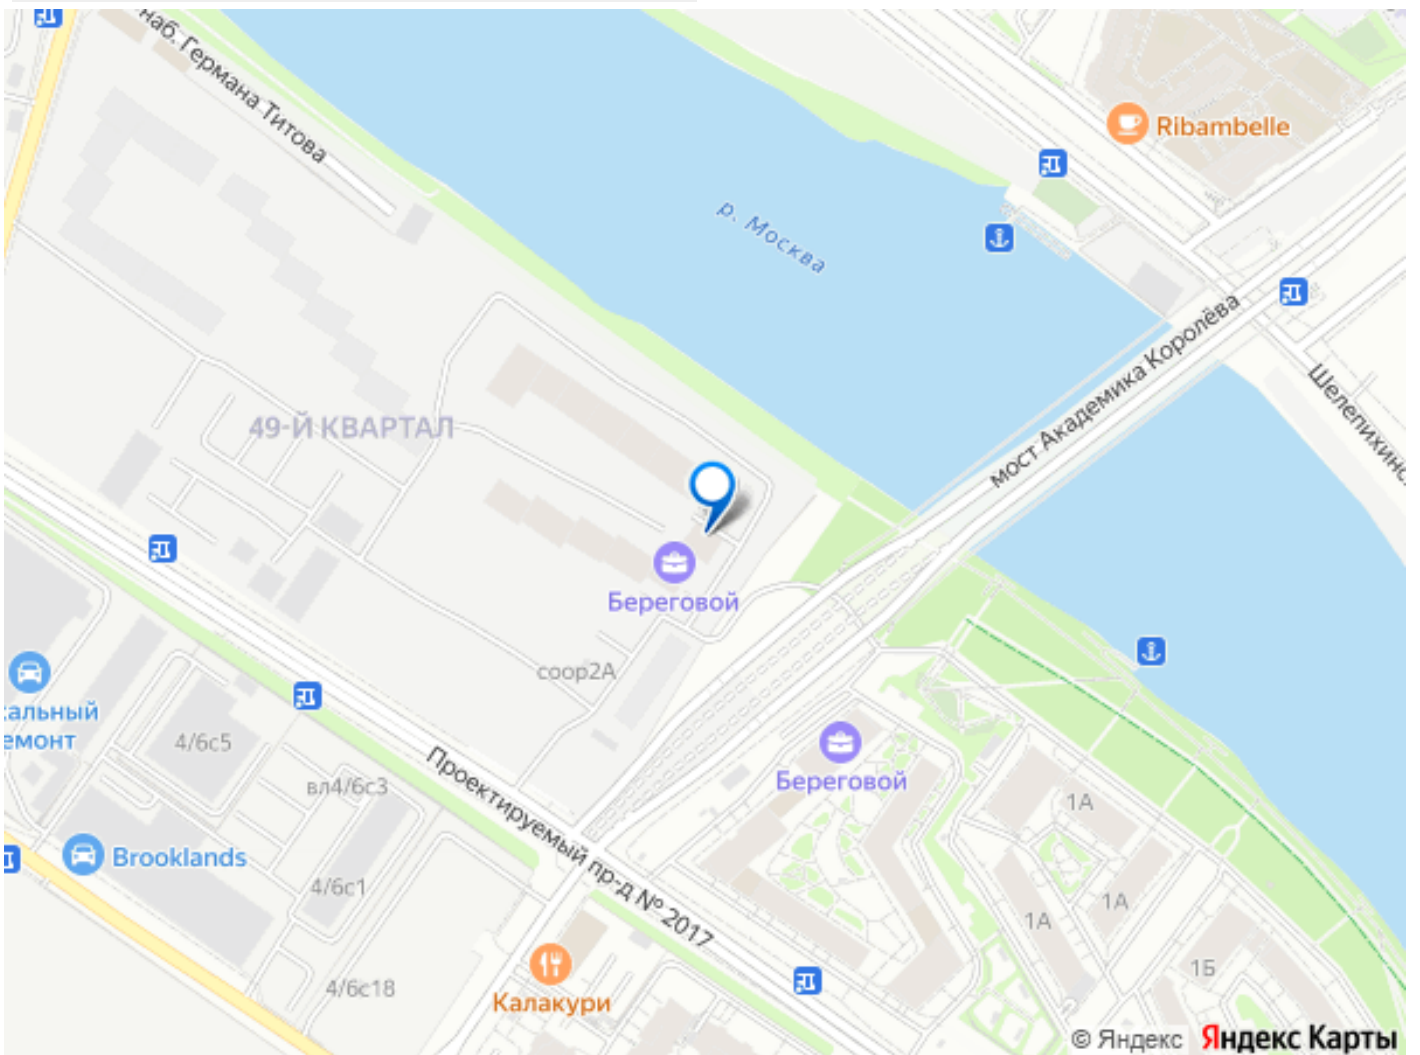 наб. Германа Титова
Ribambelle
р. Москва
мост Академика Королёва
49-Й КВАРТАЛ
Береговой
соор2А
альный
емонт
4/6с5
вл4/6с3
Проектируемый пр-д № 2017
Береговой
1А
Brooklands
4/6с1
1А
1А
1Б
4/6с18
Калакури
© Яндекс Яндекс Карты